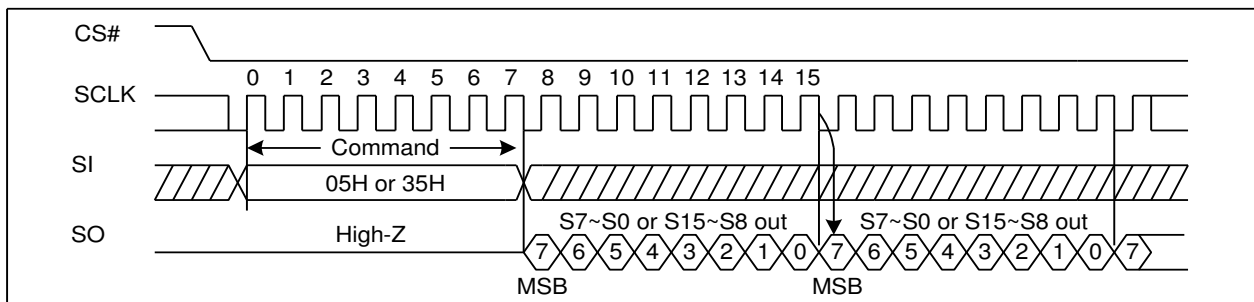 CS#
0 1 2 3 4 5 6 7 8 9 10 11 12 13 14 15
SCLK
Command
SI
05H or 35H
S7~S0 or S15~S8 out S7~S0 or S15~S8 out
SO High-Z
7 6 5 4 3 2 1 0 7 6 5 4 3 2 1 0 7
MSB MSB